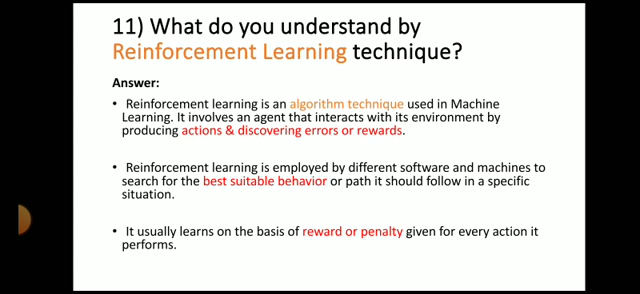 11) What do you understand by
Reinforcement Learning technique?
Answer:
• Reinforcement learning is an algorithm technique used in Machine
Learning. It involves an agent that interacts with its environment by
producing actions & discovering errors or rewards.
• Reinforcement learning is employed by different software and machines to
search for the best suitable behavior or path it should follow in a specific
situation.
• It usually learns on the basis of reward or penalty given for every action it
performs.